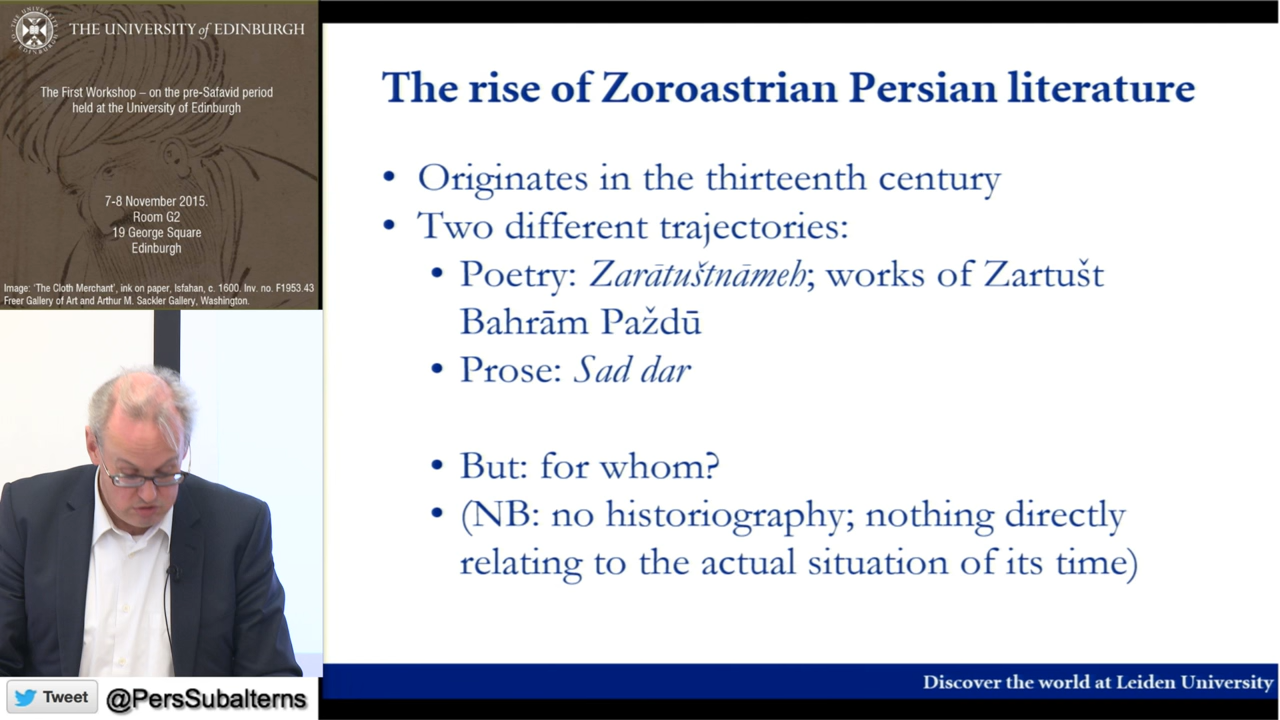 THE UNIVERSITY of EDINBURGH
The First Workshop – on the pre-Safavid period
held at the University of Edinburgh
7-8 November 2015.
Room G2
19 George Square
Edinburgh
Image: 'The Cloth Merchant', ink on paper, Isfahan, c. 1600. Inv. no. F1953.43
Freer Gallery of Art and Arthur M. Sackler Gallery, Washington.
Tweet @PersSubalterns
The rise of Zoroastrian Persian literature
• Originates in the thirteenth century
• Two different trajectories:
• Poetry: Zarātuštnāmeh; works of Zartušt
Bahrām Paždū
• Prose: Sad dar
• But: for whom?
• (NB: no historiography; nothing directly
relating to the actual situation of its time)
Discover the world at Leiden University